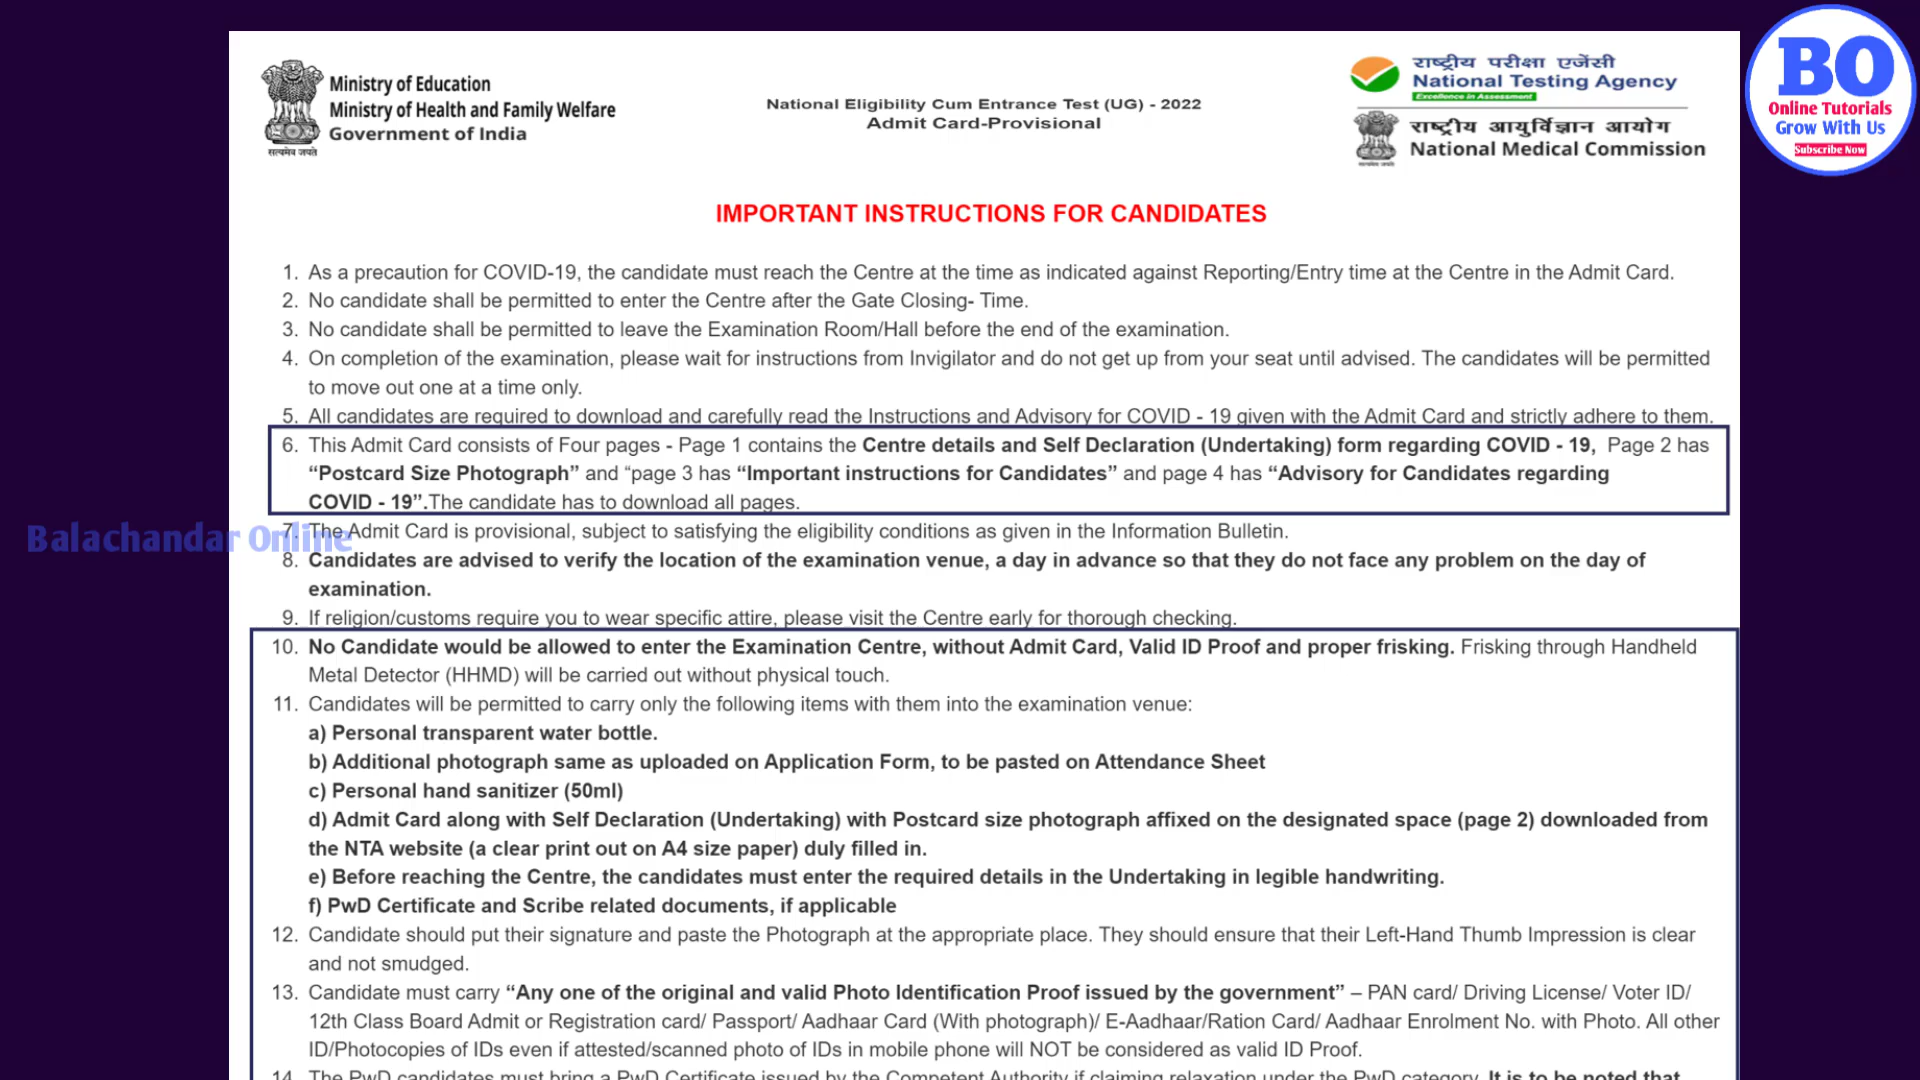 Ministry of Education
Ministry of Health and Family Welfare
Government of India
सत्यमेव जयते
National Eligibility Cum Entrance Test (UG) - 2022
Admit Card-Provisional
राष्ट्रीय परीक्षा एजेंसी
National Testing Agency
Excellence in Assessment
राष्ट्रीय आयुर्विज्ञान आयोग
National Medical Commission
BO
Online Tutorials
Grow With Us
Subscribe Now
IMPORTANT INSTRUCTIONS FOR CANDIDATES
1. As a precaution for COVID-19, the candidate must reach the Centre at the time as indicated against Reporting/Entry time at the Centre in the Admit Card.
2. No candidate shall be permitted to enter the Centre after the Gate Closing- Time.
3. No candidate shall be permitted to leave the Examination Room/Hall before the end of the examination.
4. On completion of the examination, please wait for instructions from Invigilator and do not get up from your seat until advised. The candidates will be permitted
to move out one at a time only.
5. All candidates are required to download and carefully read the Instructions and Advisory for COVID - 19 given with the Admit Card and strictly adhere to them.
6. This Admit Card consists of Four pages - Page 1 contains the Centre details and Self Declaration (Undertaking) form regarding COVID - 19, Page 2 has
“Postcard Size Photograph” and “page 3 has “Important instructions for Candidates” and page 4 has “Advisory for Candidates regarding
COVID - 19”.The candidate has to download all pages.
7. The Admit Card is provisional, subject to satisfying the eligibility conditions as given in the Information Bulletin.
Balachandar Online
8. Candidates are advised to verify the location of the examination venue, a day in advance so that they do not face any problem on the day of
examination.
9. If religion/customs require you to wear specific attire, please visit the Centre early for thorough checking.
10. No Candidate would be allowed to enter the Examination Centre, without Admit Card, Valid ID Proof and proper frisking. Frisking through Handheld
Metal Detector (HHMD) will be carried out without physical touch.
11. Candidates will be permitted to carry only the following items with them into the examination venue:
a) Personal transparent water bottle.
b) Additional photograph same as uploaded on Application Form, to be pasted on Attendance Sheet
c) Personal hand sanitizer (50ml)
d) Admit Card along with Self Declaration (Undertaking) with Postcard size photograph affixed on the designated space (page 2) downloaded from
the NTA website (a clear print out on A4 size paper) duly filled in.
e) Before reaching the Centre, the candidates must enter the required details in the Undertaking in legible handwriting.
f) PwD Certificate and Scribe related documents, if applicable
12. Candidate should put their signature and paste the Photograph at the appropriate place. They should ensure that their Left-Hand Thumb Impression is clear
and not smudged.
13. Candidate must carry “Any one of the original and valid Photo Identification Proof issued by the government” – PAN card/ Driving License/ Voter ID/
12th Class Board Admit or Registration card/ Passport/ Aadhaar Card (With photograph)/ E-Aadhaar/Ration Card/ Aadhaar Enrolment No. with Photo. All other
ID/Photocopies of IDs even if attested/scanned photo of IDs in mobile phone will NOT be considered as valid ID Proof.
14. The PwD candidates must bring a PwD Certificate issued by the Competent Authority if claiming relaxation under the PwD category. It is to be noted that